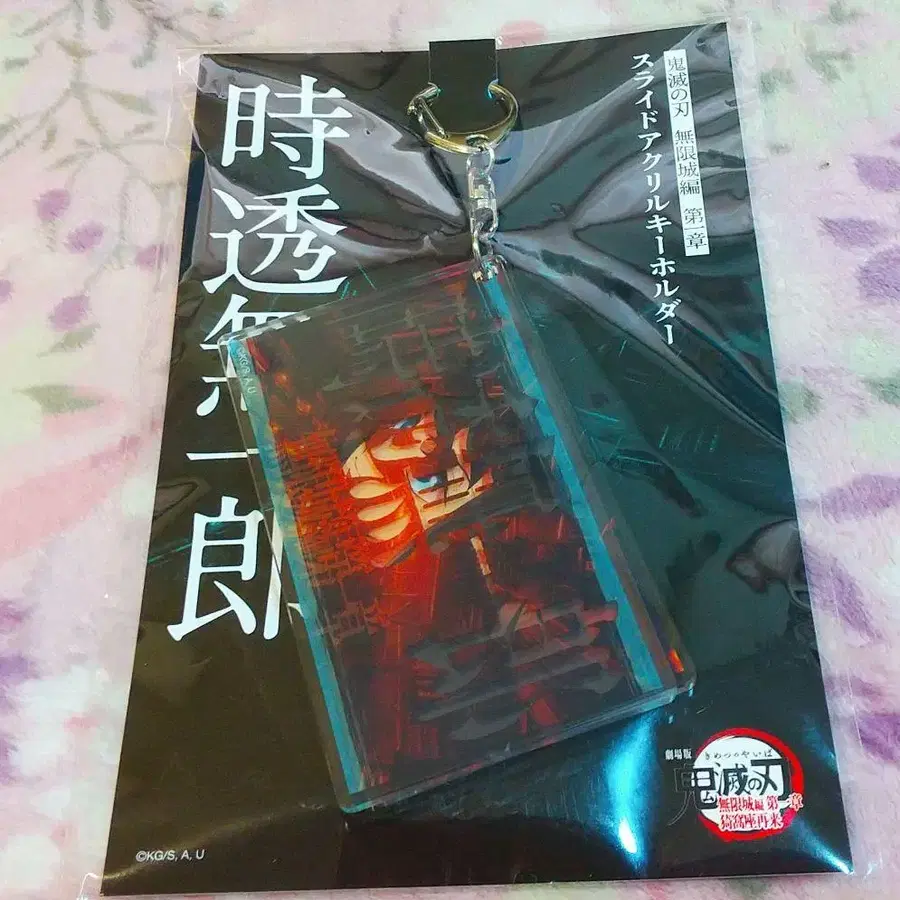 鬼滅の刃 無限城編 第一章
スライドアクリルキーホルダー
時透無一郎
©KG/S, A, U
劇場版
きめつのやいば
鬼滅の刃
無限城編 第一章
猗窩座再来
©KG/S, A, U